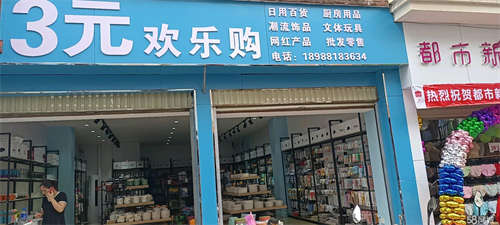 3元欢乐购
日用百货 厨房用品
潮流饰品 文体玩具
网红产品 批发零售
电话：18988183634
都市新
热烈祝贺都市新